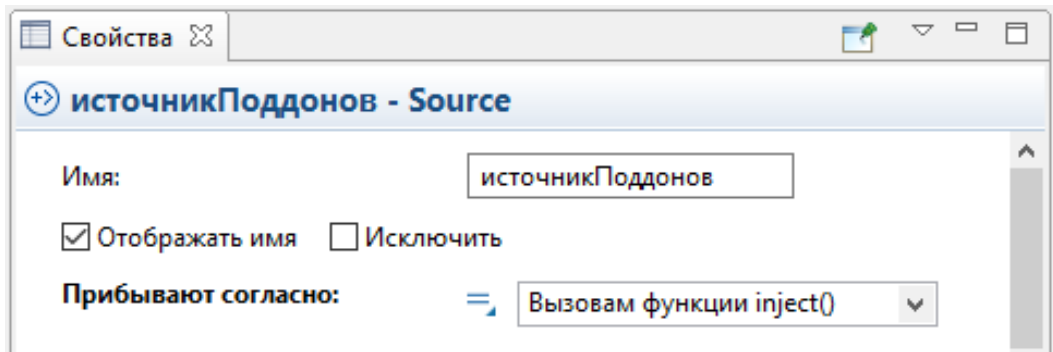 Свойства
источникПоддонов - Source
Имя: источникПоддонов
Отображать имя Исключить
Прибывают согласно: Вызовам функции inject()